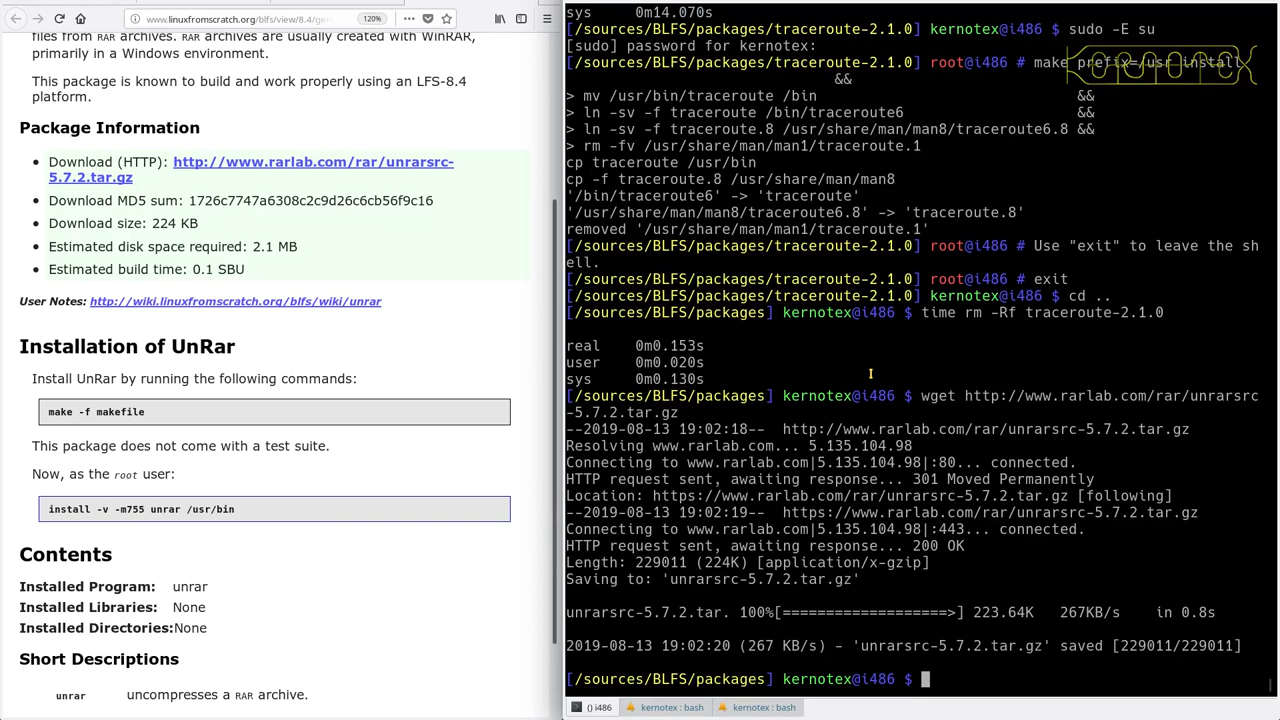 www.linuxfromscratch.org/blfs/view/8.4/gen
120%
files from RAR archives. RAR archives are usually created with WinRAR,
primarily in a Windows environment.
This package is known to build and work properly using an LFS-8.4
platform.
Package Information
Download (HTTP): http://www.rarlab.com/rar/unrarsrc-
5.7.2.tar.gz
Download MD5 sum: 1726c7747a6308c2c9d26c6cb56f9c16
Download size: 224 KB
Estimated disk space required: 2.1 MB
Estimated build time: 0.1 SBU
User Notes: http://wiki.linuxfromscratch.org/blfs/wiki/unrar
Installation of UnRar
Install UnRar by running the following commands:
make -f makefile
This package does not come with a test suite.
Now, as the root user:
install -v -m755 unrar /usr/bin
Contents
Installed Program: unrar
Installed Libraries: None
Installed Directories:None
Short Descriptions
unrar uncompresses a RAR archive.
sys 0m14.070s
[/sources/BLFS/packages/traceroute-2.1.0] kernotex@i486 $ sudo -E su
[sudo] password for kernotex:
[/sources/BLFS/packages/traceroute-2.1.0] root@i486 # make prefix=/usr install
&&
> mv /usr/bin/traceroute /bin &&
> ln -sv -f traceroute /bin/traceroute6 &&
> ln -sv -f traceroute.8 /usr/share/man/man8/traceroute6.8 &&
> rm -fv /usr/share/man/man1/traceroute.1
cp traceroute /usr/bin
cp -f traceroute.8 /usr/share/man/man8
'/bin/traceroute6' -> 'traceroute'
'/usr/share/man/man8/traceroute6.8' -> 'traceroute.8'
removed '/usr/share/man/man1/traceroute.1'
[/sources/BLFS/packages/traceroute-2.1.0] root@i486 # Use "exit" to leave the sh
ell.
[/sources/BLFS/packages/traceroute-2.1.0] root@i486 # exit
[/sources/BLFS/packages/traceroute-2.1.0] kernotex@i486 $ cd ..
[/sources/BLFS/packages] kernotex@i486 $ time rm -Rf traceroute-2.1.0
real 0m0.153s
user 0m0.020s
sys 0m0.130s
[/sources/BLFS/packages] kernotex@i486 $ wget http://www.rarlab.com/rar/unrarsrc
-5.7.2.tar.gz
--2019-08-13 19:02:18-- http://www.rarlab.com/rar/unrarsrc-5.7.2.tar.gz
Resolving www.rarlab.com... 5.135.104.98
Connecting to www.rarlab.com|5.135.104.98|:80... connected.
HTTP request sent, awaiting response... 301 Moved Permanently
Location: https://www.rarlab.com/rar/unrarsrc-5.7.2.tar.gz [following]
--2019-08-13 19:02:19-- https://www.rarlab.com/rar/unrarsrc-5.7.2.tar.gz
Connecting to www.rarlab.com|5.135.104.98|:443... connected.
HTTP request sent, awaiting response... 200 OK
Length: 229011 (224K) [application/x-gzip]
Saving to: 'unrarsrc-5.7.2.tar.gz'
unrarsrc-5.7.2.tar. 100%[===================>] 223.64K 267KB/s in 0.8s
2019-08-13 19:02:20 (267 KB/s) - 'unrarsrc-5.7.2.tar.gz' saved [229011/229011]
[/sources/BLFS/packages] kernotex@i486 $
() i486
kernotex : bash
kernotex : bash